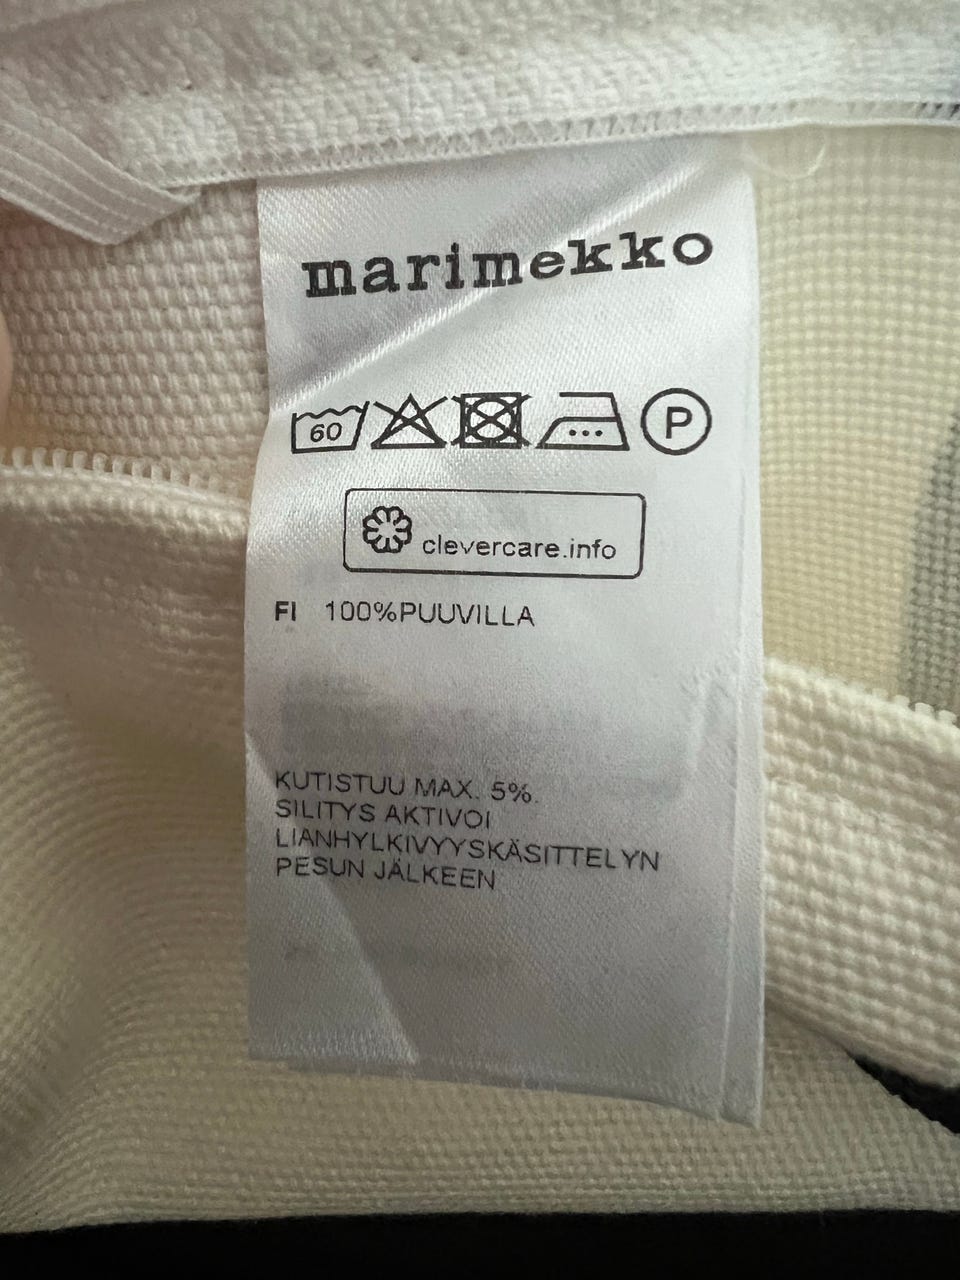 marimekko
60 P
clevercare.info
FI 100%PUUVILLA
KUTISTUU MAX. 5%.
SILITYS AKTIVOI
LIANHYLKIVYYSKÄSITTELYN
PESUN JÄLKEEN